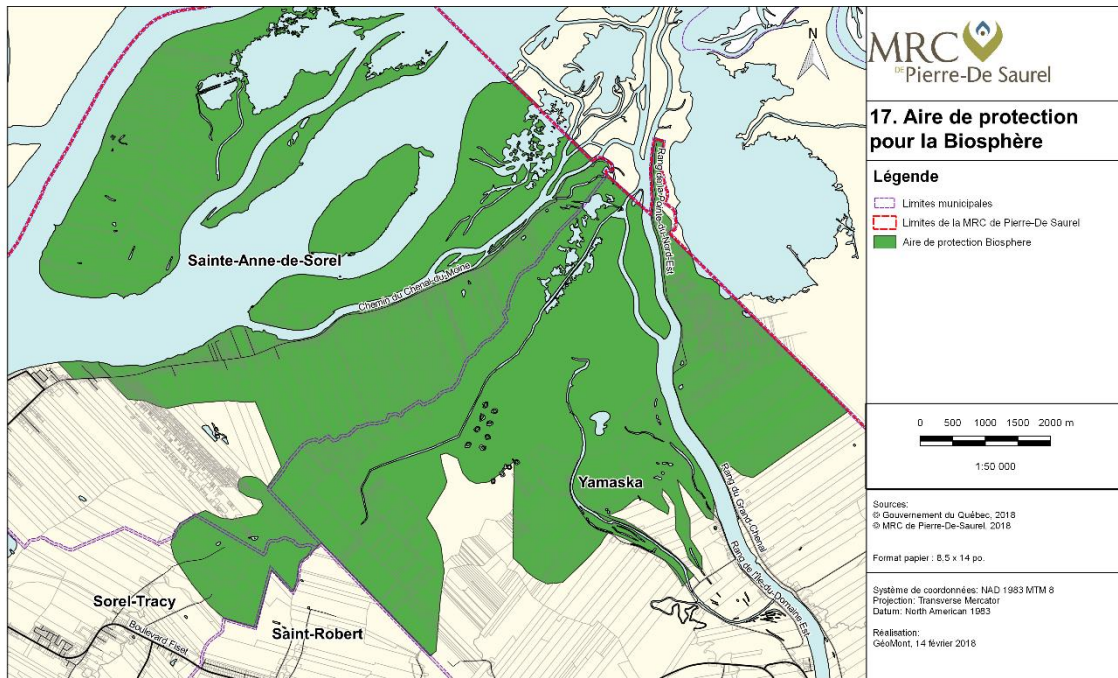 Sainte-Anne-de-Sorel
Chemin du Chenal-du-Moine
Rang de la Pointe-du-Nord-Est
Yamaska
Rang du Grand-Chenal
Rang de l'Île-du-Domaine-Est
Sorel-Tracy
Saint-Robert
Boulevard Fiset
N
MRC
DE Pierre-De Saurel
17. Aire de protection
pour la Biosphère
Légende
Limites municipales
Limites de la MRC de Pierre-De Saurel
Aire de protection Biosphere
0 500 1000 1500 2000 m
1:50 000
Sources:
© Gouvernement du Québec, 2018
© MRC de Pierre-De-Saurel. 2018
Format papier : 8,5 x 14 po.
Système de coordonnées: NAD 1983 MTM 8
Projection: Transverse Mercator
Datum: North American 1983
Réalisation:
GéoMont, 14 février 2018